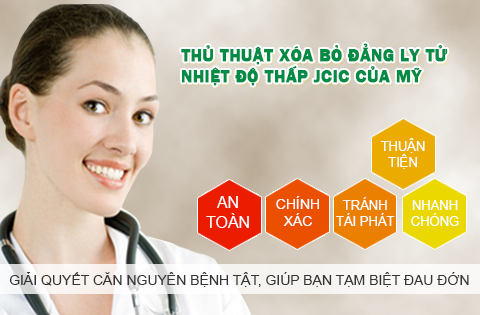 THỦ THUẬT XÓA BỎ ĐẲNG LY TỬ
NHIỆT ĐỘ THẤP JCIC CỦA MỸ
THUẬN
TIỆN
AN
TOÀN
CHÍNH
XÁC
TRÁNH
TÁI PHÁT
NHANH
CHÓNG
GIẢI QUYẾT CĂN NGUYÊN BỆNH TẬT, GIÚP BẠN TẠM BIỆT ĐAU ĐỚN